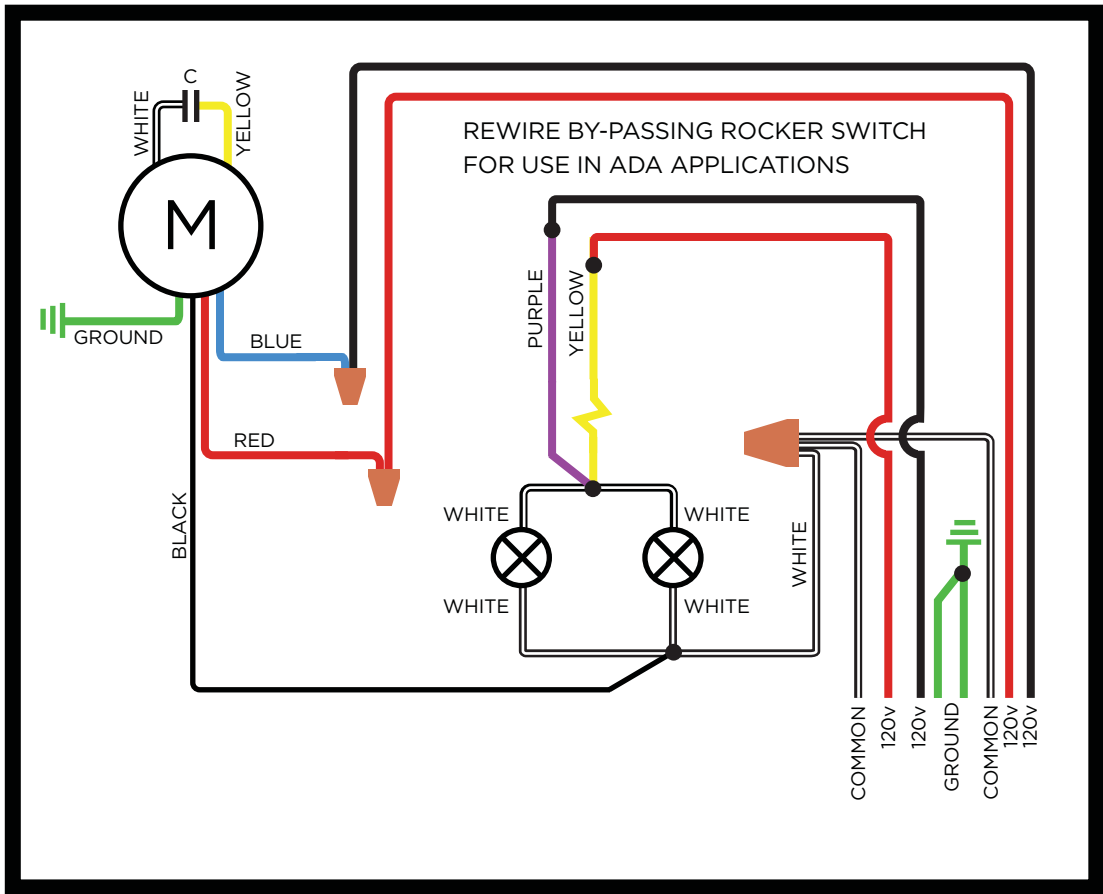 C
WHITE
YELLOW
REWIRE BY-PASSING ROCKER SWITCH
FOR USE IN ADA APPLICATIONS
M
GROUND
BLUE
PURPLE
YELLOW
RED
BLACK
WHITE
WHITE
WHITE
WHITE
WHITE
COMMON
120v
120v
GROUND
COMMON
120v
120v